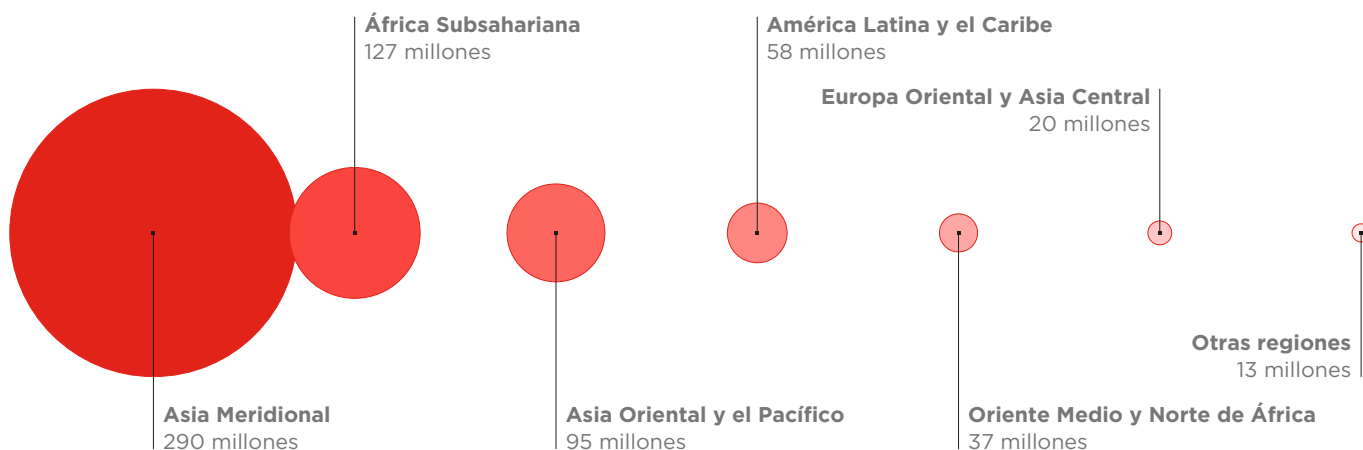 África Subsahariana
127 millones
América Latina y el Caribe
58 millones
Europa Oriental y Asia Central
20 millones
Otras regiones
13 millones
Asia Meridional
290 millones
Asia Oriental y el Pacífico
95 millones
Oriente Medio y Norte de África
37 millones